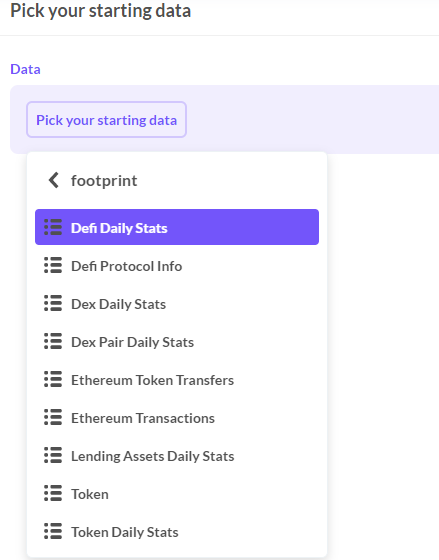 Pick your starting data
Data
Pick your starting data
footprint
Defi Daily Stats
Defi Protocol Info
Dex Daily Stats
Dex Pair Daily Stats
Ethereum Token Transfers
Ethereum Transactions
Lending Assets Daily Stats
Token
Token Daily Stats